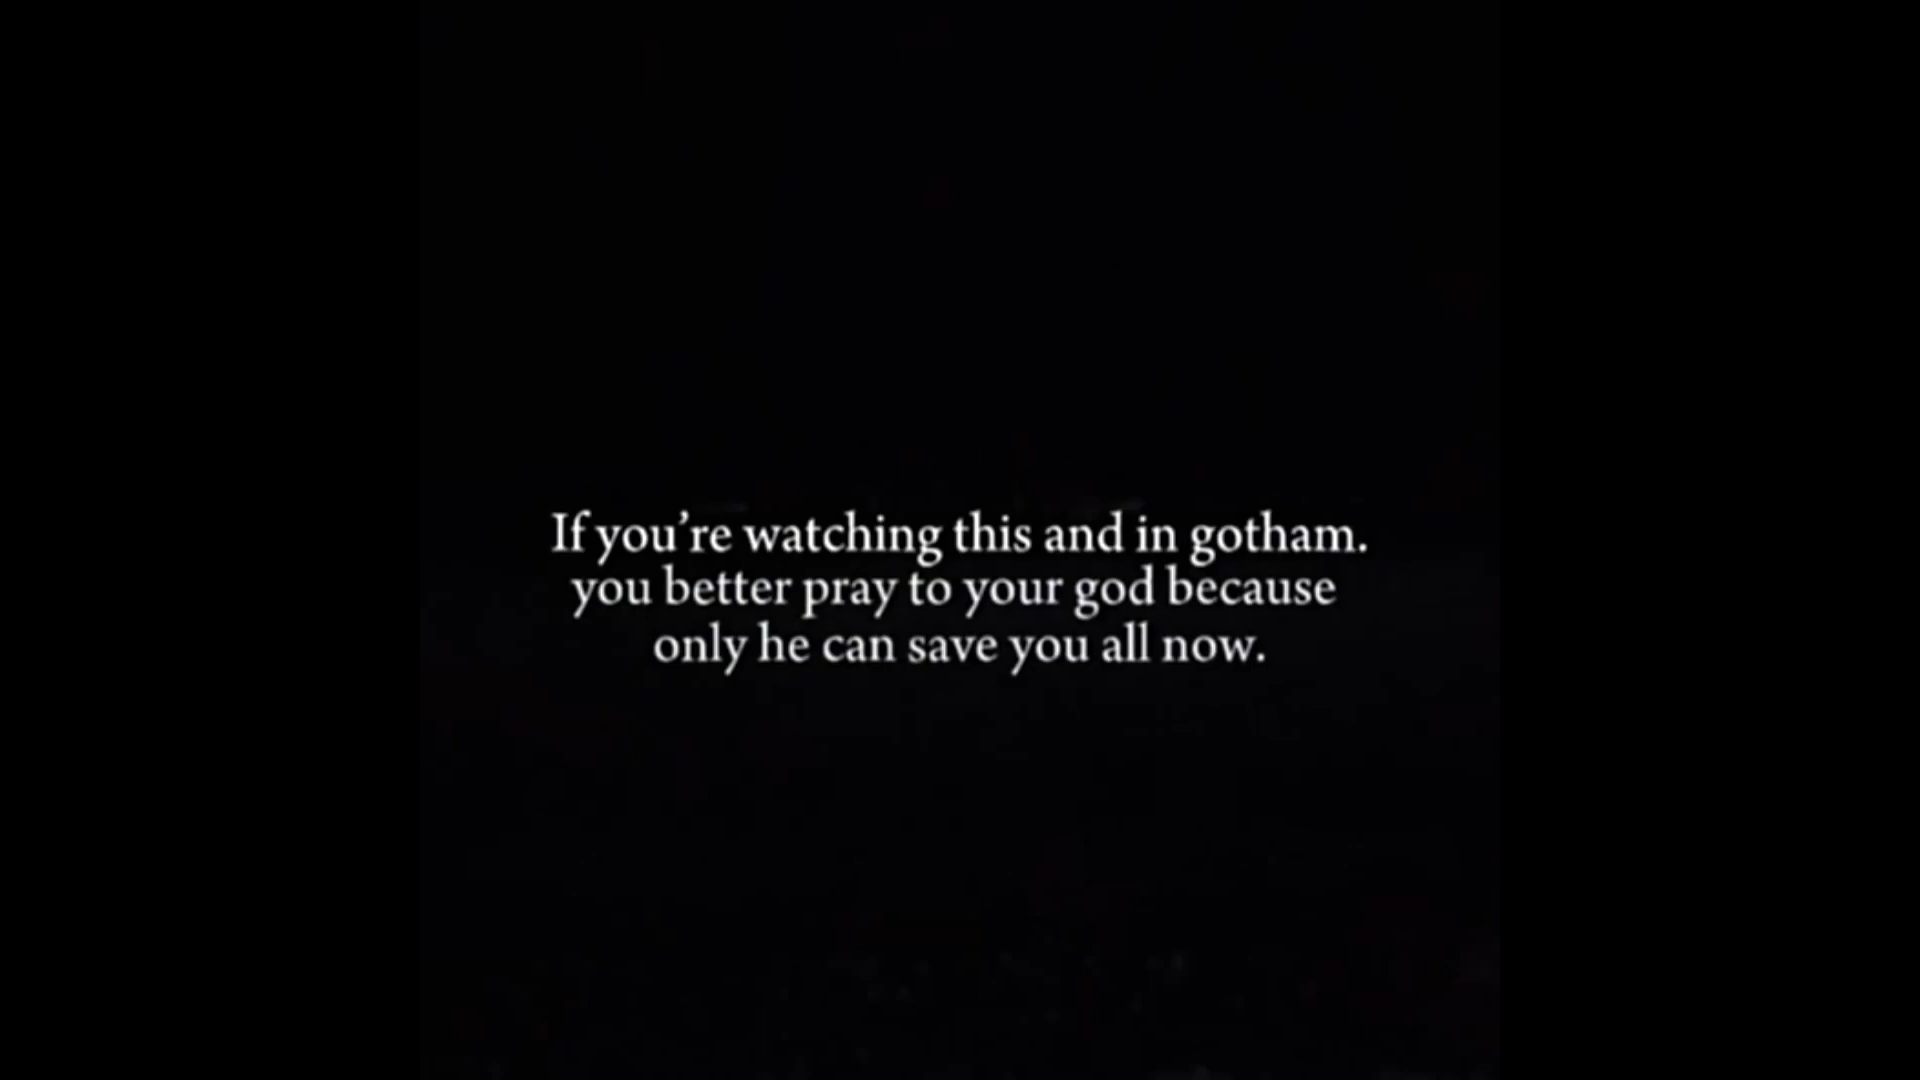 If you’re watching this and in gotham.
you better pray to your god because
only he can save you all now.